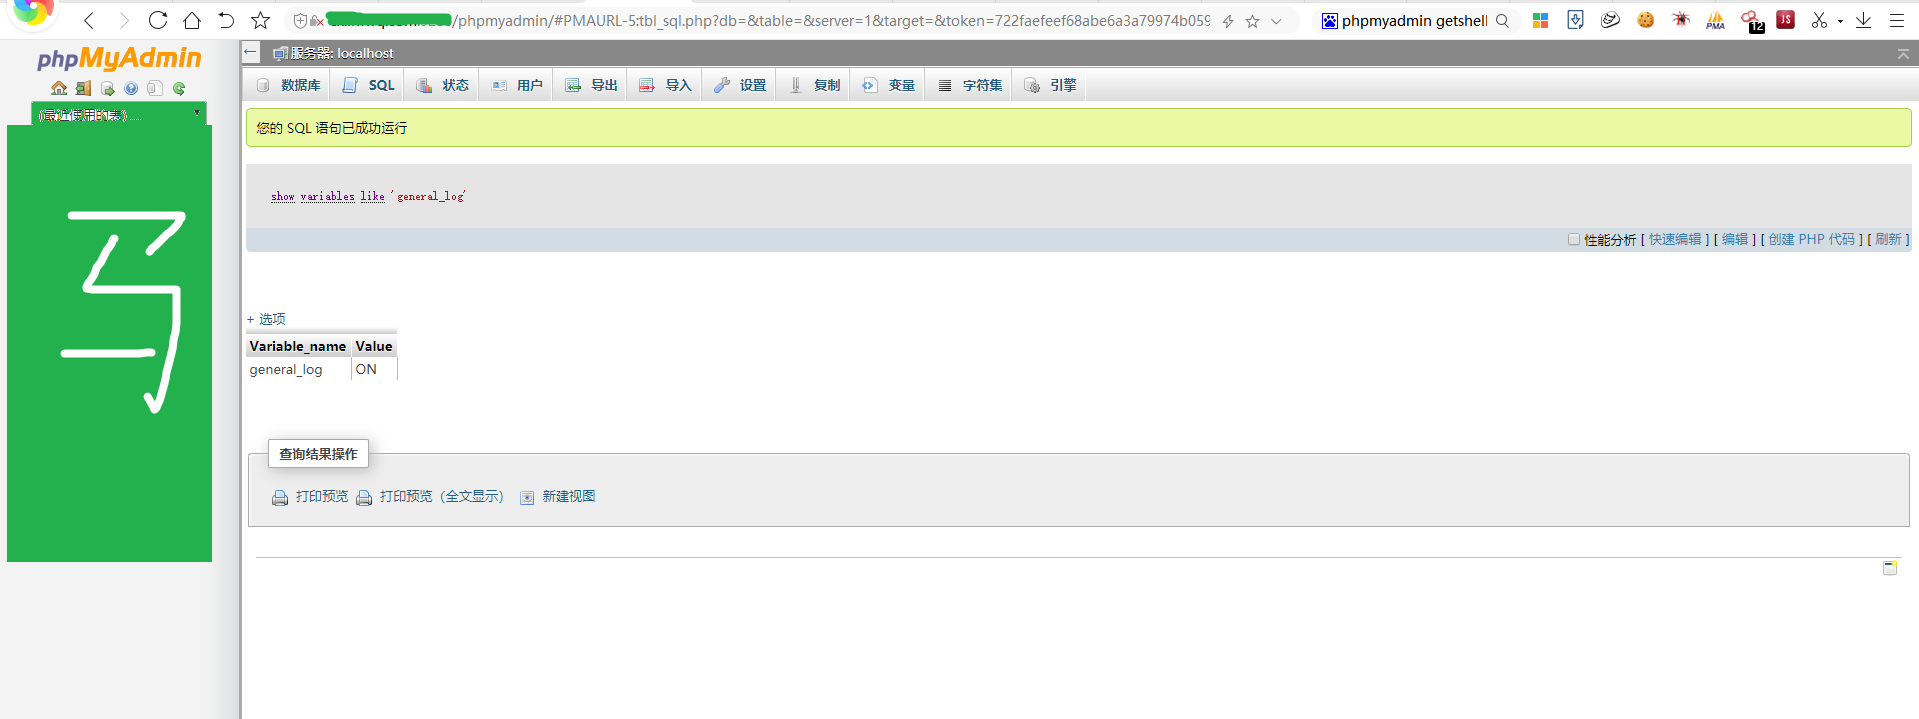 /phpmyadmin/#PMAURL-5:tbl_sql.php?db=&table=&server=1&target=&token=722faefeef68abe6a3a79974b059
phpmyadmin getshell
PMA
12
JS
phpMyAdmin
服务器: localhost
数据库 SQL 状态 用户 导出 导入 设置 复制 变量 字符集 引擎
(最近使用的表) ...
您的 SQL 语句已成功运行
show variables like 'general_log'
性能分析 [ 快速编辑 ] [ 编辑 ] [ 创建 PHP 代码 ] [ 刷新 ]
+ 选项
Variable_name Value
general_log ON
查询结果操作
打印预览 打印预览 (全文显示) 新建视图